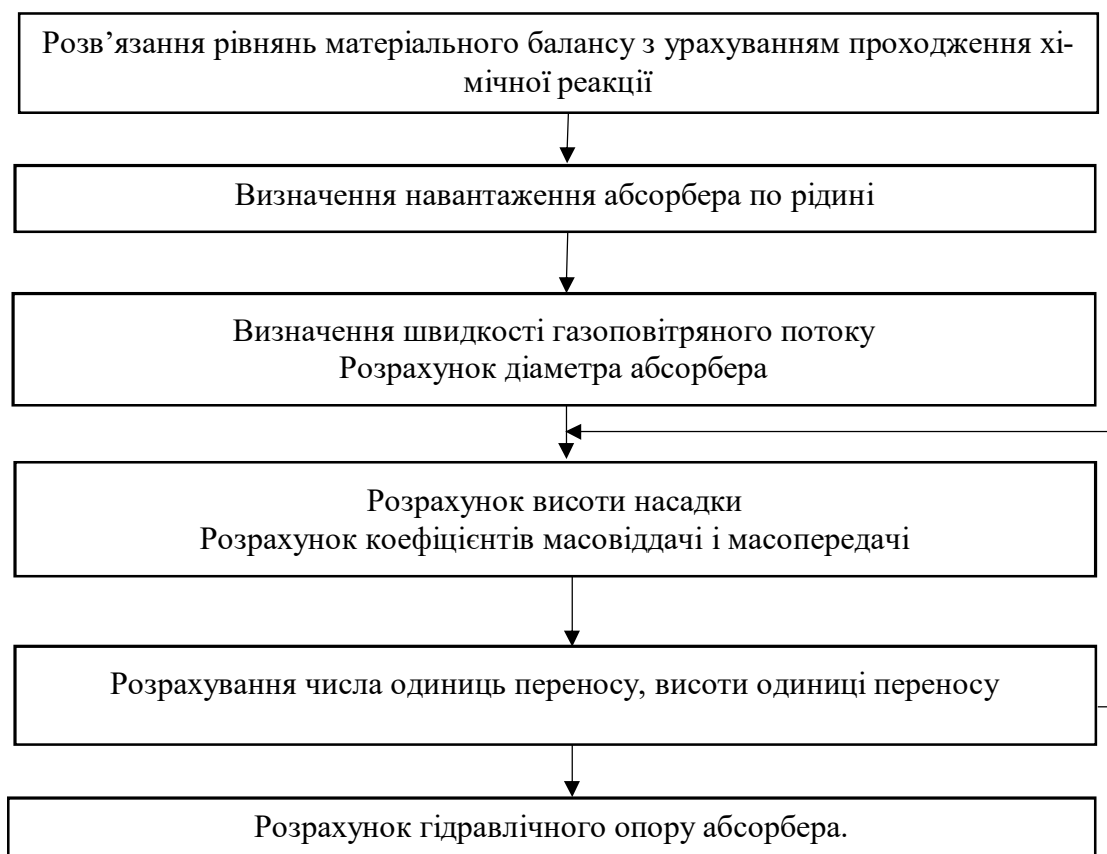 Розв’язання рівнянь матеріального балансу з урахуванням проходження хі-
мічної реакції
Визначення навантаження абсорбера по рідині
Визначення швидкості газоповітряного потоку
Розрахунок діаметра абсорбера
Розрахунок висоти насадки
Розрахунок коефіцієнтів масовіддачі і масопередачі
Розрахування числа одиниць переносу, висоти одиниці переносу
Розрахунок гідравлічного опору абсорбера.